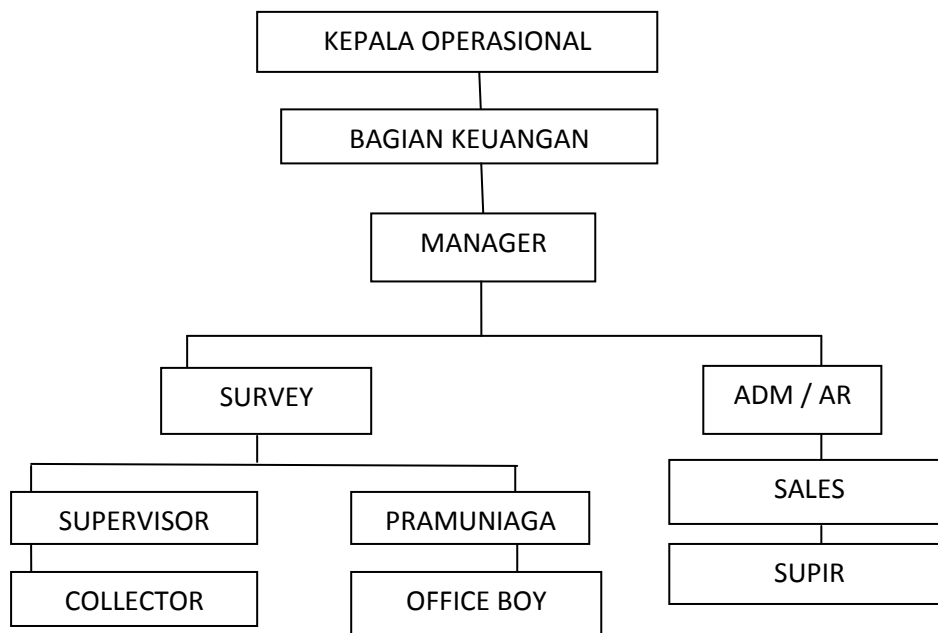 KEPALA OPERASIONAL
BAGIAN KEUANGAN
MANAGER
SURVEY
ADM / AR
SUPERVISOR
PRAMUNIAGA
SALES
COLLECTOR
OFFICE BOY
SUPIR